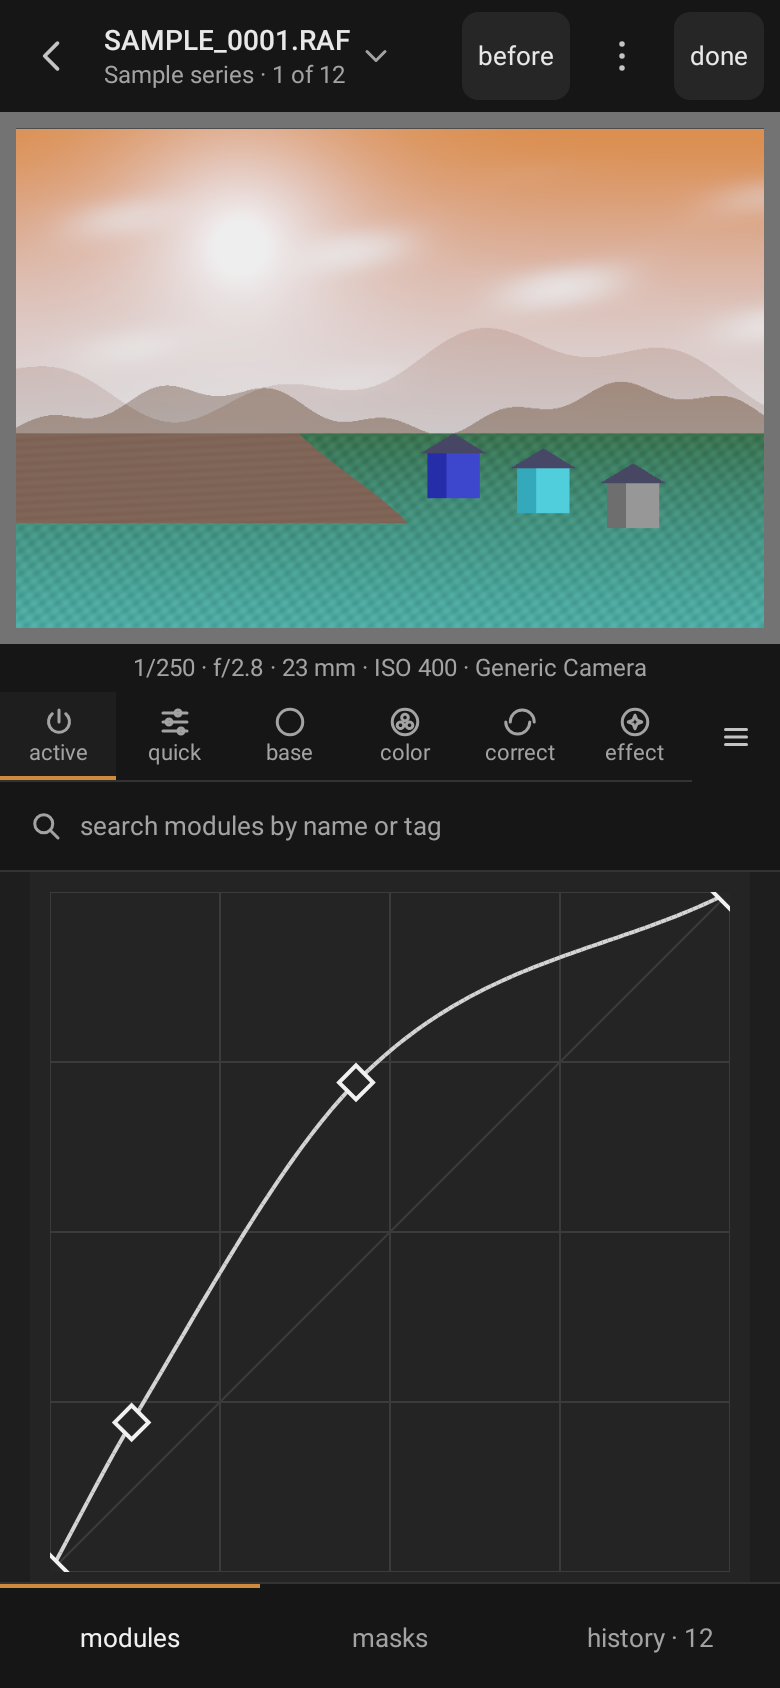 SAMPLE_0001.RAF
Sample series · 1 of 12
before
done
1/250 · f/2.8 · 23 mm · ISO 400 · Generic Camera
active
quick
base
color
correct
effect
search modules by name or tag
modules
masks
history · 12